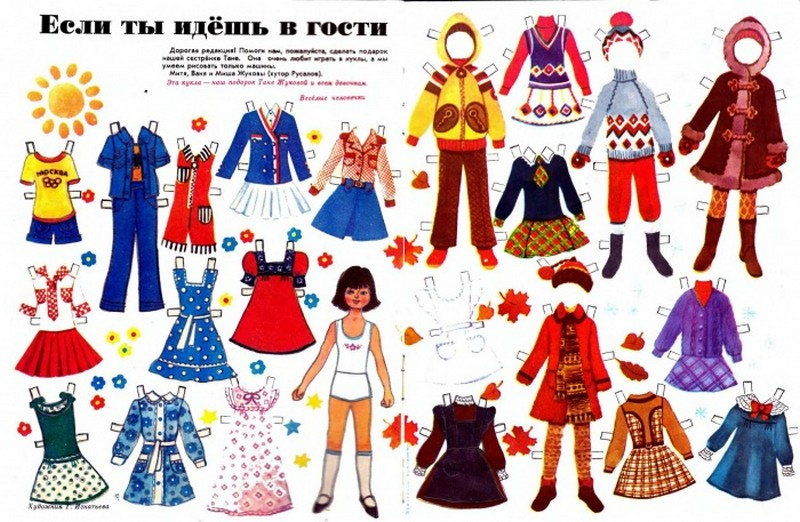 Если ты идёшь в гости
Дорогая редакция! Помоги нам, пожалуйста, сделать подарок
нашей сестрёнке Тане. Она очень любит играть в куклы, а мы
умеем рисовать только машины.
Митя, Ваня и Миша Жуковы (хутор Русалов).
Эта кукла — наш подарок Тане Жуковой и всем девочкам.
Весёлые человечки
МОСКВА
Художник Г. Игнатьева